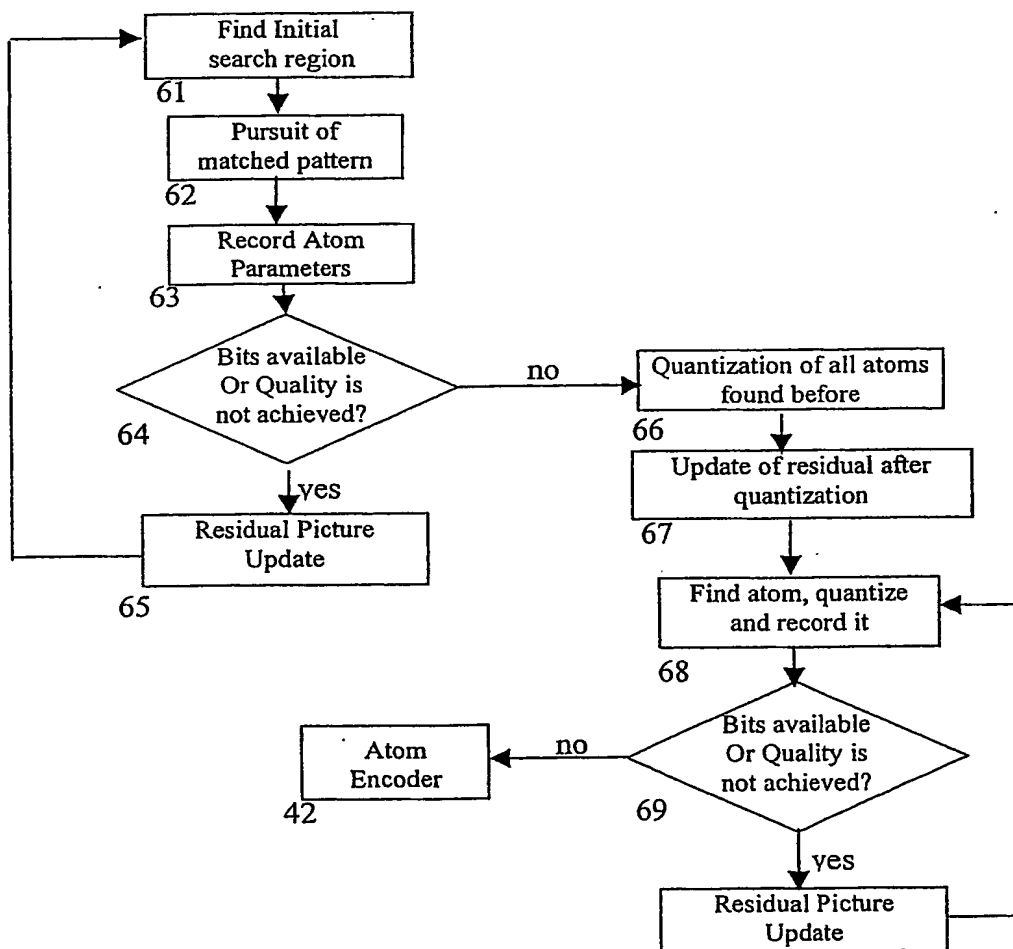 Find Initial
search region
61
Pursuit of
matched pattern
62
Record Atom
Parameters
63
Bits available
Or Quality is
not achieved?
64
no
yes
Residual Picture
Update
65
Quantization of all atoms
found before
66
Update of residual after
quantization
67
Find atom, quantize
and record it
68
Bits available
Or Quality is
not achieved?
69
no
Atom
Encoder
42
yes
Residual Picture
Update